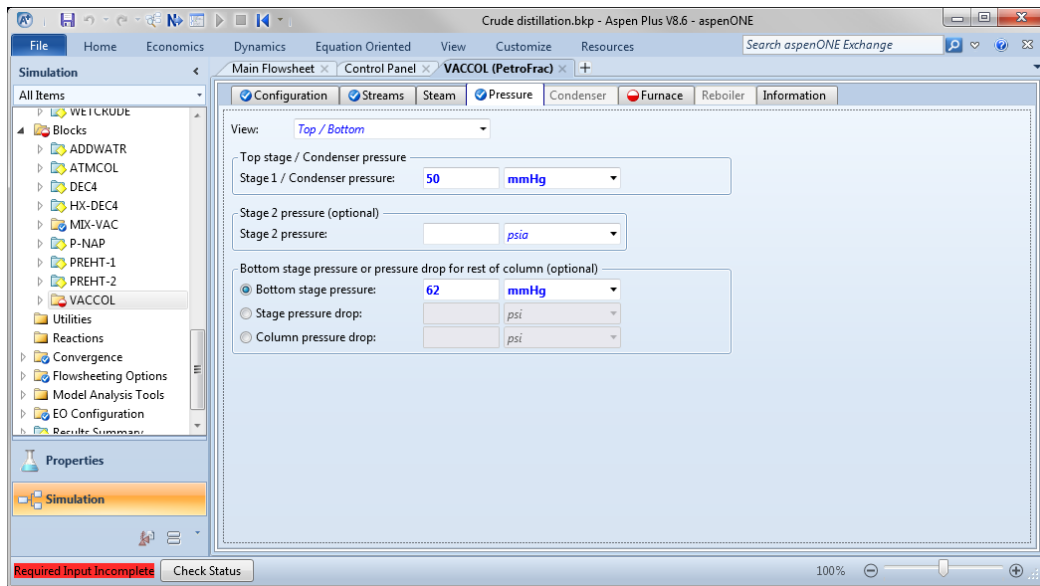 Crude distillation.bkp - Aspen Plus V8.6 - aspenONE
File Home Economics Dynamics Equation Oriented View Customize Resources Search aspenONE Exchange
Simulation
Main Flowsheet Control Panel VACCOL (PetroFrac)
All Items
Configuration Streams Steam Pressure Condenser Furnace Reboiler Information
WETCRUDE
Blocks
ADDWATR
ATMCOL
DEC4
HX-DEC4
MIX-VAC
P-NAP
PREHT-1
PREHT-2
VACCOL
Utilities
Reactions
Convergence
Flowsheeting Options
Model Analysis Tools
EO Configuration
Results Summary
View: Top / Bottom
Top stage / Condenser pressure
Stage 1 / Condenser pressure: 50 mmHg
Stage 2 pressure (optional)
Stage 2 pressure: psia
Bottom stage pressure or pressure drop for rest of column (optional)
Bottom stage pressure: 62 mmHg
Stage pressure drop: psi
Column pressure drop: psi
Properties
Simulation
Required Input Incomplete Check Status 100%